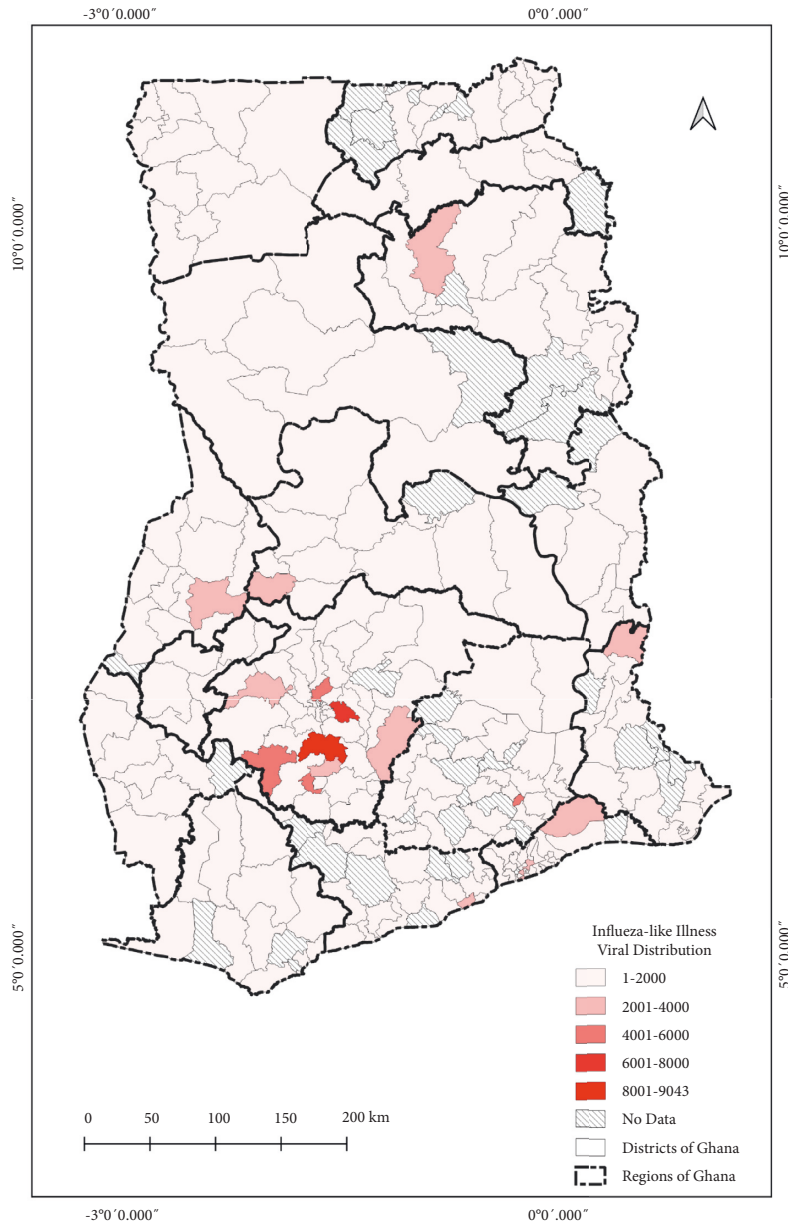 -3°0´0.000″ 0°0´.000″
10°0´0.000″ 10°0´0.000″
5°0´0.000″ 5°0´0.000″
Influeza-like Illness
Viral Distribution
1-2000
2001-4000
4001-6000
6001-8000
8001-9043
No Data
Districts of Ghana
Regions of Ghana
0 50 100 150 200 km
-3°0´0.000″ 0°0´.000″